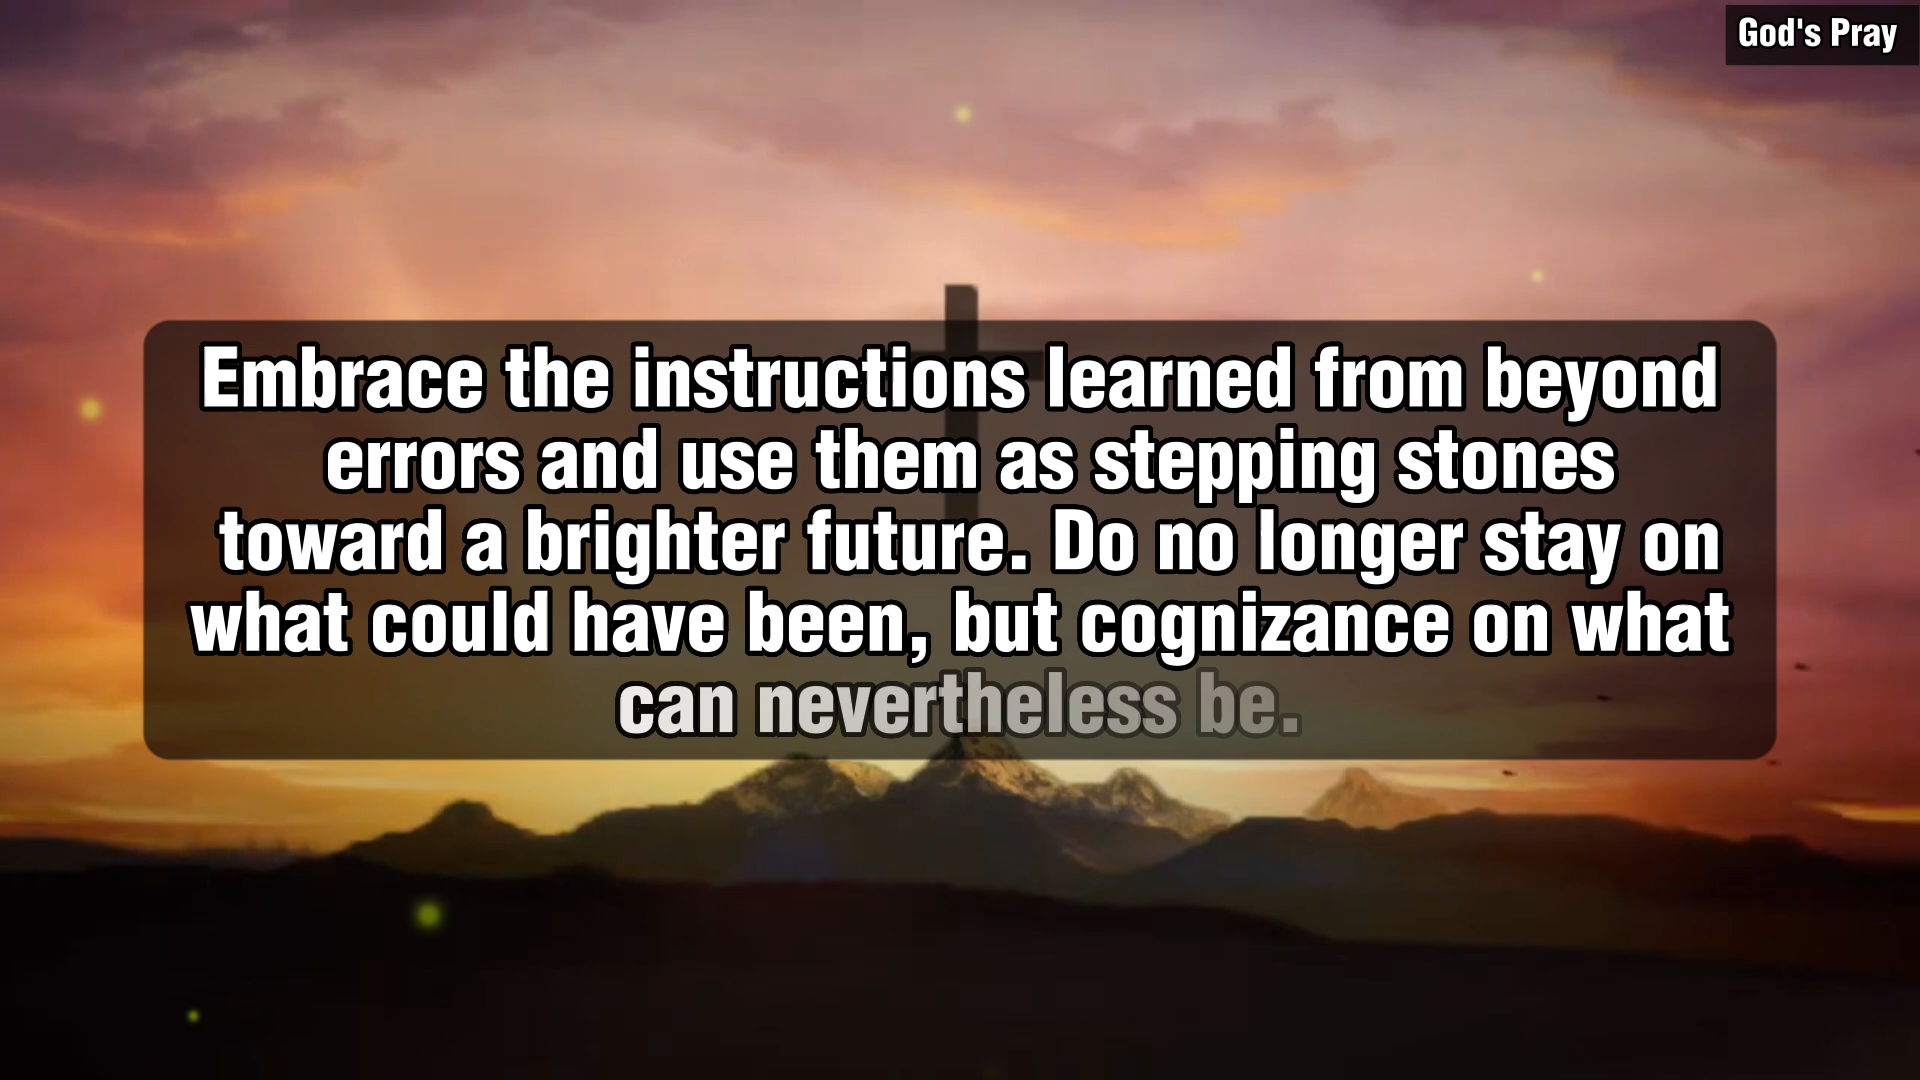 God's Pray
Embrace the instructions learned from beyond
errors and use them as stepping stones
toward a brighter future. Do no longer stay on
what could have been, but cognizance on what
can nevertheless be.